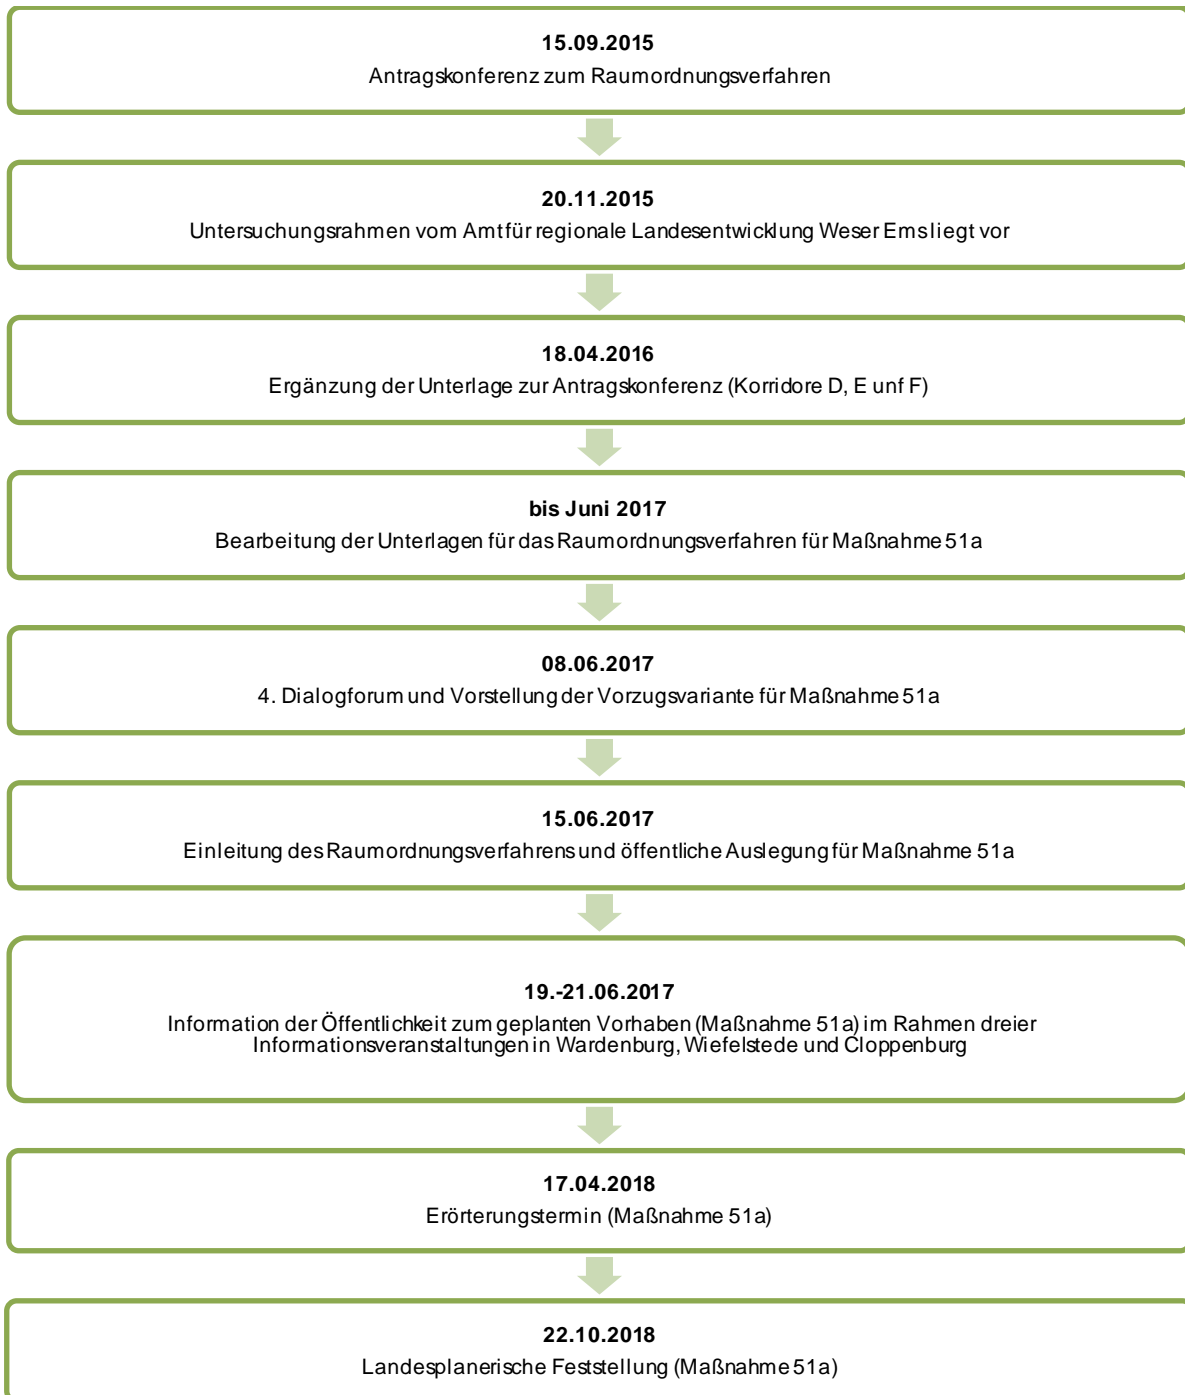 15.09.2015
Antragskonferenz zum Raumordnungsverfahren
20.11.2015
Untersuchungsrahmen vom Amt für regionale Landesentwicklung Weser Ems liegt vor
18.04.2016
Ergänzung der Unterlage zur Antragskonferenz (Korridore D, E unf F)
bis Juni 2017
Bearbeitung der Unterlagen für das Raumordnungsverfahren für Maßnahme 51a
08.06.2017
4. Dialogforum und Vorstellung der Vorzugsvariante für Maßnahme 51a
15.06.2017
Einleitung des Raumordnungsverfahrens und öffentliche Auslegung für Maßnahme 51a
19.-21.06.2017
Information der Öffentlichkeit zum geplanten Vorhaben (Maßnahme 51a) im Rahmen dreier
Informationsveranstaltungen in Wardenburg, Wiefelstede und Cloppenburg
17.04.2018
Erörterungstermin (Maßnahme 51a)
22.10.2018
Landesplanerische Feststellung (Maßnahme 51a)